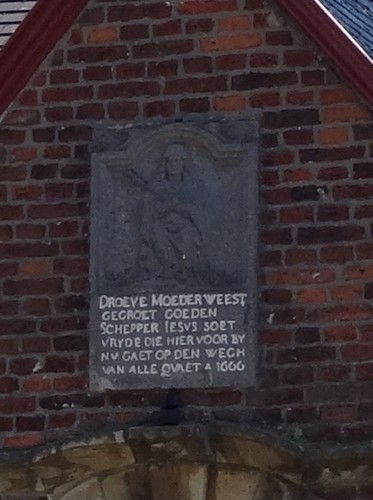 DROEVE MOEDER WEEST
GEGROET GOEDEN
SCHEPPER IESVS SOET
VRYDE DIE HIER VOOR BY
NV GAET OP DEN WECH
VAN ALLE QVAET A 1666